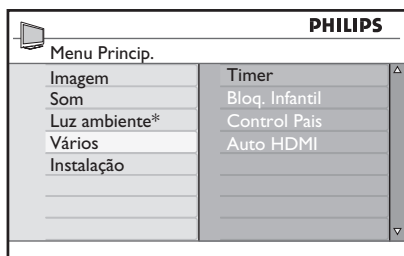 PHILIPS
Menu Princip.
Imagem
Som
Luz ambiente*
Vários
Instalação
Timer
Bloq. Infantil
Control Pais
Auto HDMI